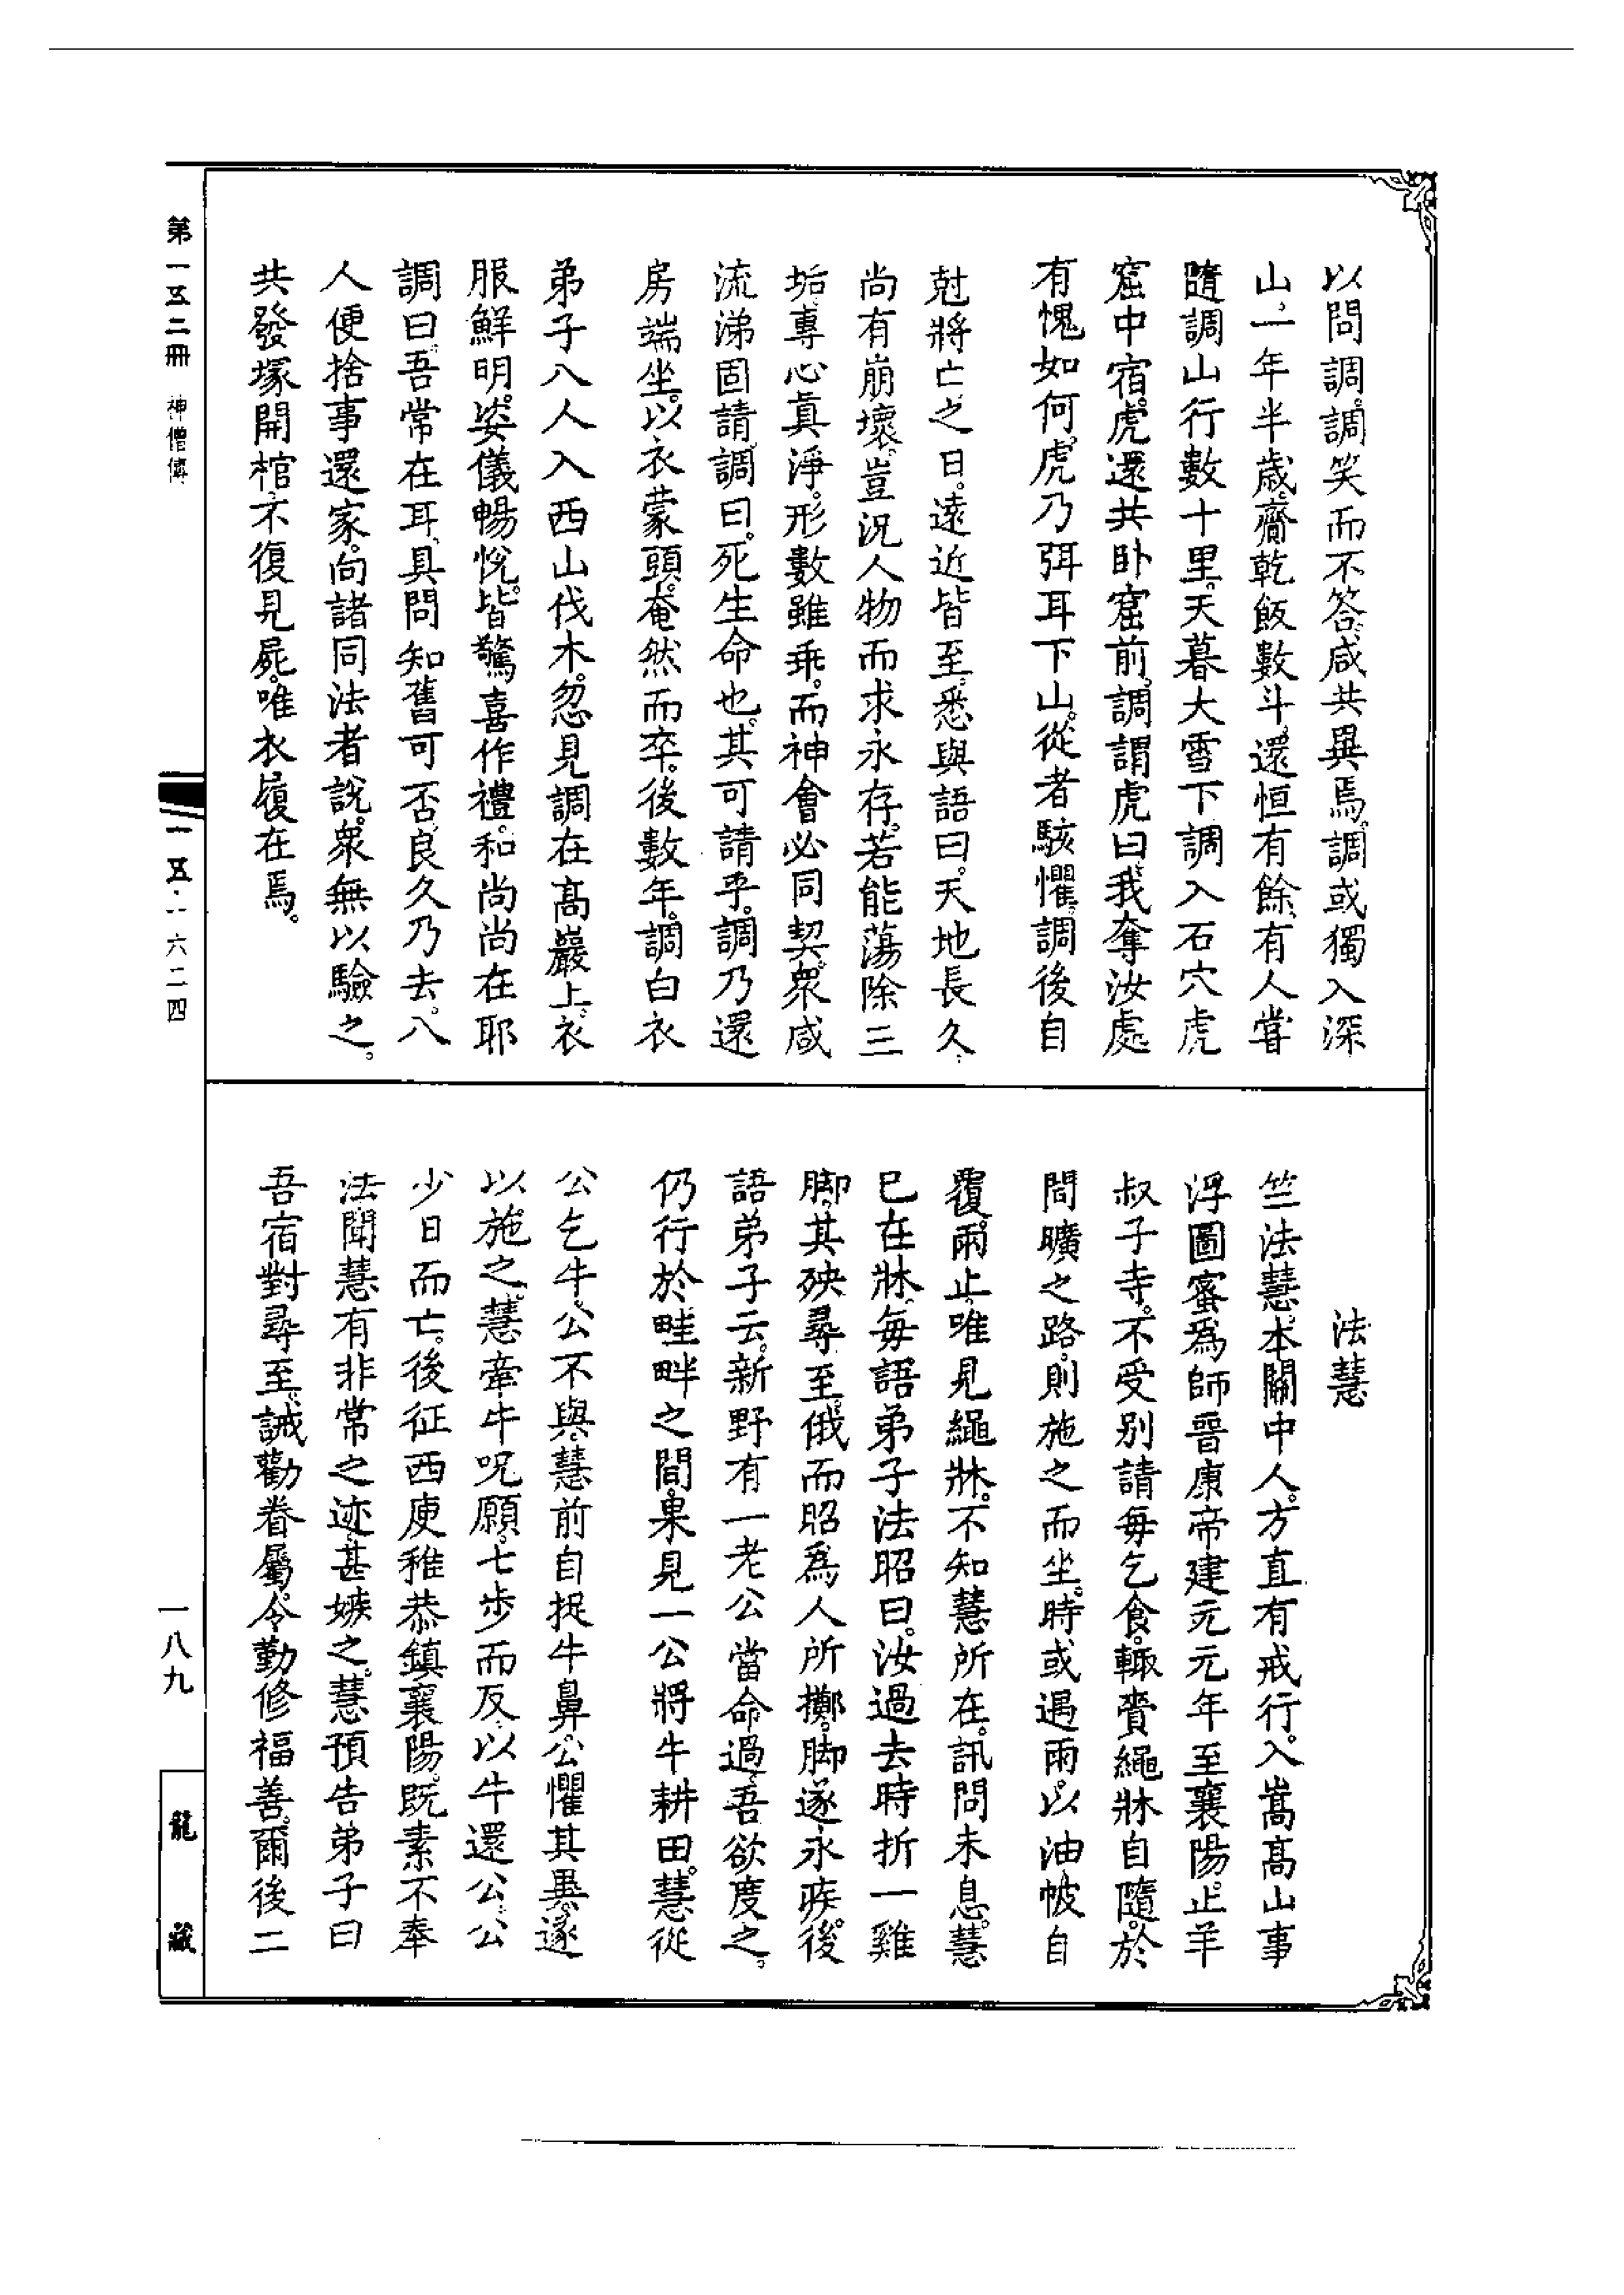 以問調。調笑而不答。咸共異焉。調或獨入深
山。一年半歳。齎乾飯數斗。還恒有餘。有人甞
隨調山行數十里。天暮大雪下。調入石穴虎
窟中宿。虎還共卧窟前。調謂虎曰。我奪汝處
有愧如何。虎乃弭耳下山。從者駭懼。調後自
尅將亡之日。遠近皆至。悉與語曰。天地長久。
尚有崩壞。豈況人物而求永存。若能蕩除三
垢。專心眞淨。形數雖乖。而神會必同契。衆咸
流涕固請。調曰。死生命也。其可請乎。調乃還
房端坐。以衣蒙頭。奄然而卒。後數年。調白衣
弟子八人入西山伐木。忽見調在髙巖上。衣
服鮮明。姿儀暢悅。皆驚喜作禮。和尚尚在耶
調曰。吾常在耳。具問知舊可否。良久乃去。八
人便捨事還家。向諸同法者說。衆無以驗之。
共發塚開棺。不復見屍。唯衣履在焉。
法慧
竺法慧。本關中人。方直有戒行。入嵩髙山事
浮圖蜜爲師。晉康帝建元元年至襄陽。止羊
叔子寺。不受别請。每乞食。輒賫繩牀自隨。於
閒曠之路。則施之而坐。時或遇雨。以油帔自
覆。雨止。唯見繩牀。不知慧所在。訊問未息。慧
已在牀。每語弟子法昭曰。汝過去時折一雞
脚。其殃尋至。俄而昭爲人所擲。脚遂永疾。後
語弟子云。新野有一老公當命過。吾欲度之。
仍行於畦畔之間。果見一公將牛耕田。慧從
公乞牛。公不與。慧前自捉牛鼻。公懼其異。遂
以施之。慧牽牛呪願。七步而反。以牛還公。公
少日而亡。後征西庾稚恭鎮襄陽。既素不奉
法。聞慧有非常之迹。甚嫉之。慧預告弟子曰
吾宿對尋至。誡勸眷屬。令勤修福善。爾後二
第一五二冊 神僧傳
一五·一六二四
一八九
龍藏